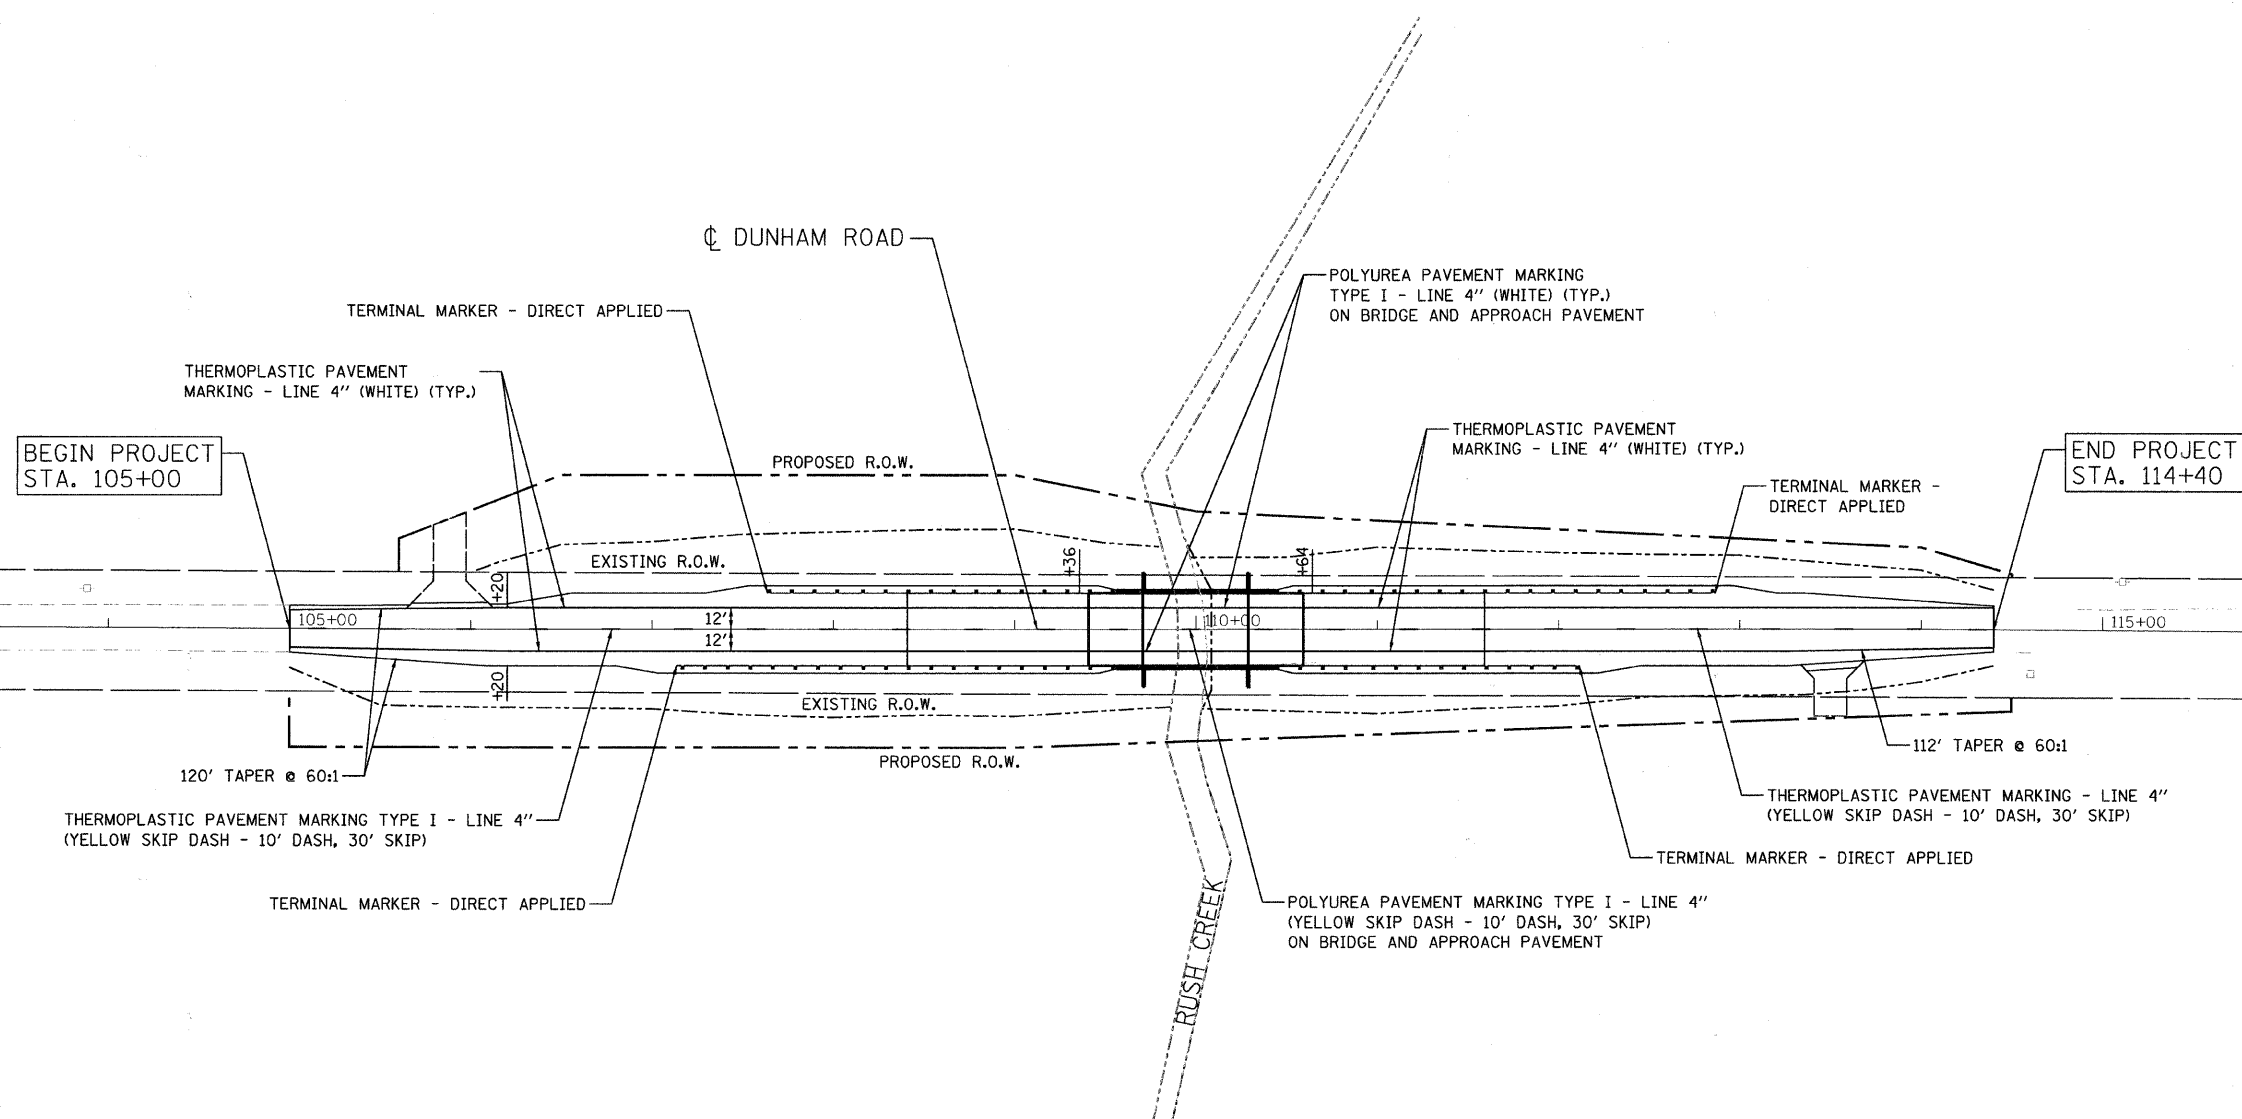 ℄ DUNHAM ROAD
POLYUREA PAVEMENT MARKING
TYPE I - LINE 4" (WHITE) (TYP.)
ON BRIDGE AND APPROACH PAVEMENT
TERMINAL MARKER - DIRECT APPLIED
THERMOPLASTIC PAVEMENT
MARKING - LINE 4" (WHITE) (TYP.)
THERMOPLASTIC PAVEMENT
MARKING - LINE 4" (WHITE) (TYP.)
BEGIN PROJECT
STA. 105+00
END PROJECT
STA. 114+40
PROPOSED R.O.W.
TERMINAL MARKER -
DIRECT APPLIED
EXISTING R.O.W.
+20
+36
+64
105+00
12'
12'
110+00
115+00
+20
EXISTING R.O.W.
PROPOSED R.O.W.
120' TAPER @ 60:1
112' TAPER @ 60:1
THERMOPLASTIC PAVEMENT MARKING TYPE I - LINE 4"
(YELLOW SKIP DASH - 10' DASH, 30' SKIP)
THERMOPLASTIC PAVEMENT MARKING - LINE 4"
(YELLOW SKIP DASH - 10' DASH, 30' SKIP)
TERMINAL MARKER - DIRECT APPLIED
TERMINAL MARKER - DIRECT APPLIED
POLYUREA PAVEMENT MARKING TYPE I - LINE 4"
(YELLOW SKIP DASH - 10' DASH, 30' SKIP)
ON BRIDGE AND APPROACH PAVEMENT
RUSH CREEK